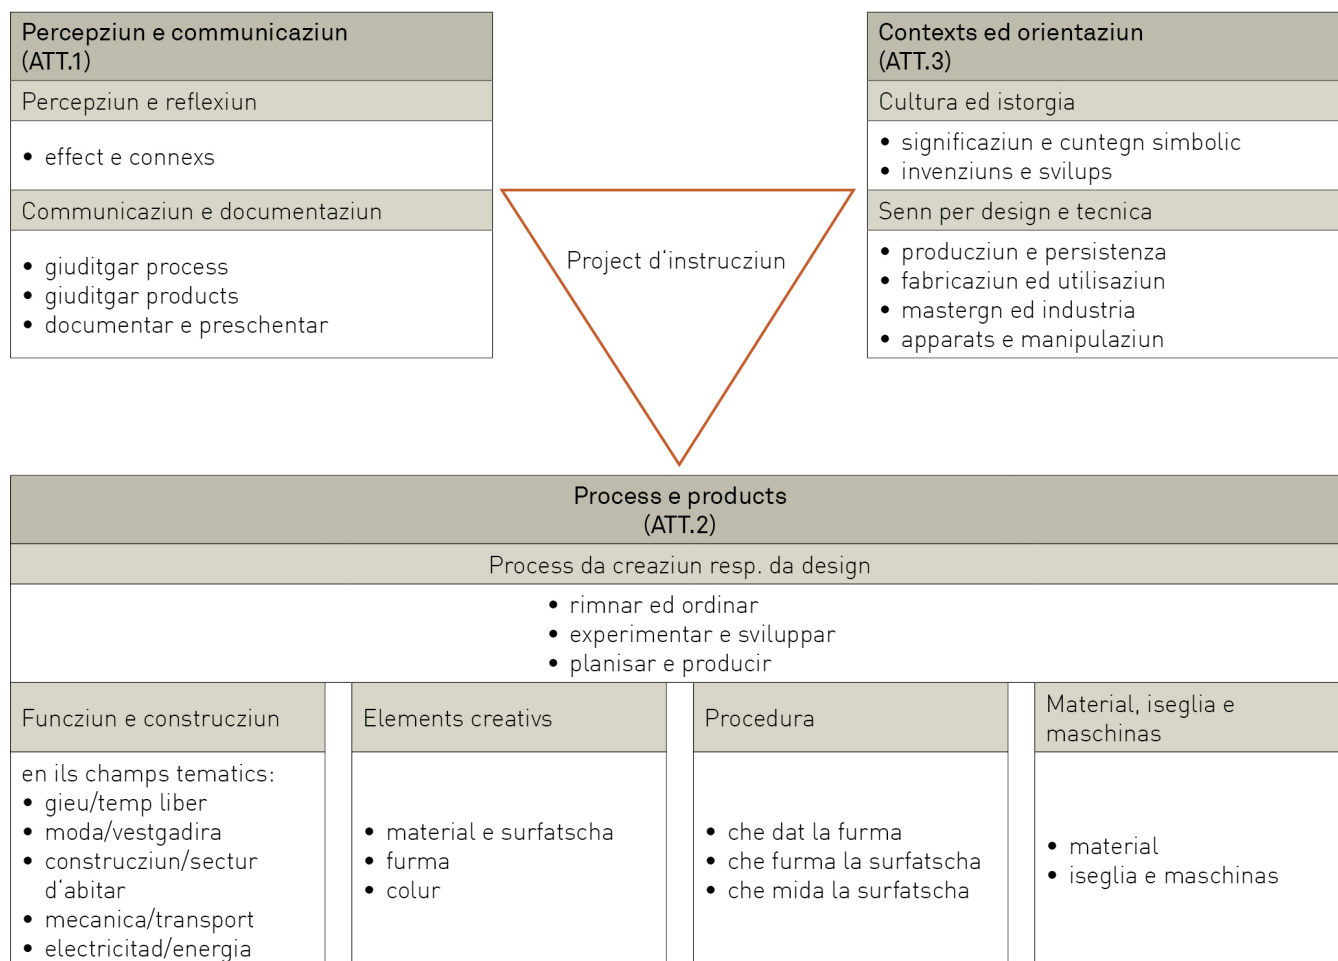 Percepziun e communicaziun
(ATT.1)
Percepziun e reflexiun
• effect e connexs
Communicaziun e documentaziun
• giuditgar process
• giuditgar products
• documentar e preschentar
Project d‘instrucziun
Contexts ed orientaziun
(ATT.3)
Cultura ed istorgia
• significaziun e cuntegn simbolic
• invenziuns e svilups
Senn per design e tecnica
• producziun e persistenza
• fabricaziun ed utilisaziun
• mastergn ed industria
• apparats e manipulaziun
Process e products
(ATT.2)
Process da creaziun resp. da design
• rimnar ed ordinar
• experimentar e sviluppar
• planisar e producir
Funcziun e construcziun
en ils champs tematics:
• gieu/temp liber
• moda/vestgadira
• construcziun/sectur
d‘abitar
• mecanica/transport
• electricitad/energia
Elements creativs
• material e surfatscha
• furma
• colur
Procedura
• che dat la furma
• che furma la surfatscha
• che mida la surfatscha
Material, iseglia e
maschinas
• material
• iseglia e maschinas